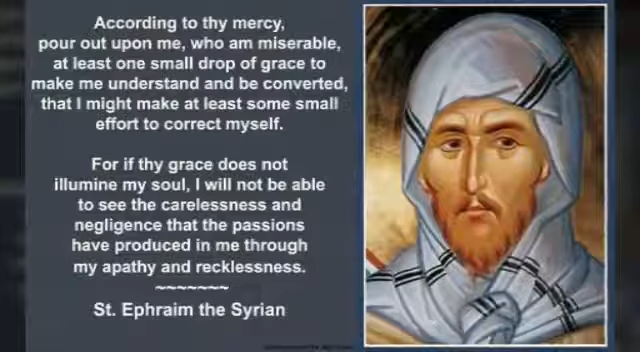 According to thy mercy,
pour out upon me, who am miserable,
at least one small drop of grace to
make me understand and be converted,
that I might make at least some small
effort to correct myself.
For if thy grace does not
illumine my soul, I will not be able
to see the carelessness and
negligence that the passions
have produced in me through
my apathy and recklessness.
~~~~~~~
St. Ephraim the Syrian